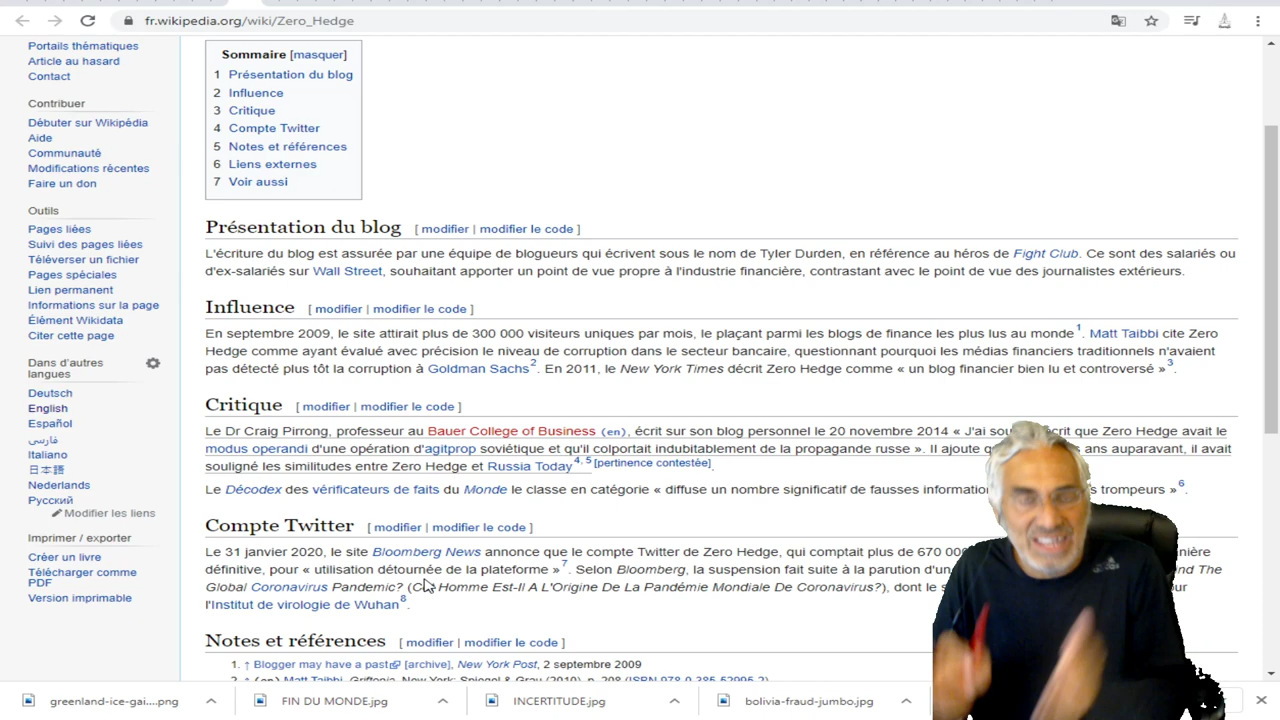 fr.wikipedia.org/wiki/Zero_Hedge
Portails thématiques
Article au hasard
Contact
Contribuer
Débuter sur Wikipédia
Aide
Communauté
Modifications récentes
Faire un don
Outils
Pages liées
Suivi des pages liées
Téléverser un fichier
Pages spéciales
Lien permanent
Informations sur la page
Élément Wikidata
Citer cette page
Dans d'autres
langues
Deutsch
English
Español
فارسی
Italiano
日本語
Nederlands
Русский
Modifier les liens
Imprimer / exporter
Créer un livre
Télécharger comme
PDF
Version imprimable
Sommaire [masquer]
1 Présentation du blog
2 Influence
3 Critique
4 Compte Twitter
5 Notes et références
6 Liens externes
7 Voir aussi
Présentation du blog [ modifier | modifier le code ]
L'écriture du blog est assurée par une équipe de blogueurs qui écrivent sous le nom de Tyler Durden, en référence au héros de Fight Club. Ce sont des salariés ou
d'ex-salariés sur Wall Street, souhaitant apporter un point de vue propre à l'industrie financière, contrastant avec le point de vue des journalistes extérieurs.
Influence [ modifier | modifier le code ]
En septembre 2009, le site attirait plus de 300 000 visiteurs uniques par mois, le plaçant parmi les blogs de finance les plus lus au monde 1. Matt Taibbi cite Zero
Hedge comme ayant évalué avec précision le niveau de corruption dans le secteur bancaire, questionnant pourquoi les médias financiers traditionnels n'avaient
pas détecté plus tôt la corruption à Goldman Sachs 2. En 2011, le New York Times décrit Zero Hedge comme « un blog financier bien lu et controversé » 3.
Critique [ modifier | modifier le code ]
Le Dr Craig Pirrong, professeur au Bauer College of Business (en), écrit sur son blog personnel le 20 novembre 2014 « J'ai que Zero Hedge avait le
modus operandi d'une opération d'agitprop soviétique et qu'il colportait indubitablement de la propagande russe ». Il ajoute ans auparavant, il avait
souligné les similitudes entre Zero Hedge et Russia Today 4, 5 [pertinence contestée].
Le Décodex des vérificateurs de faits du Monde le classe en catégorie « diffuse un nombre significatif de fausses trompeurs » 6.
Compte Twitter [ modifier | modifier le code ]
Le 31 janvier 2020, le site Bloomberg News annonce que le compte Twitter de Zero Hedge, qui comptait plus de 670
définitive, pour « utilisation détournée de la plateforme » 7. Selon Bloomberg, la suspension fait suite à la parution The
Global Coronavirus Pandemic? ( Homme Est-Il A L'Origine De La Pandémie Mondiale De Coronavirus?), dont le
l'Institut de virologie de Wuhan 8.
Notes et références [ modifier | modifier le code ]
1. ↑ Blogger may have a past [archive], New York Post, 2 septembre 2009
2. ↑ (en) Matt Taibbi, Griftopia, New York: Spiegel & Grau (2010), p. 298 (ISBN 978-0-385-52995-2)
greenland-ice-gai....png
FIN DU MONDE.jpg
INCERTITUDE.jpg
bolivia-fraud-jumbo.jpg